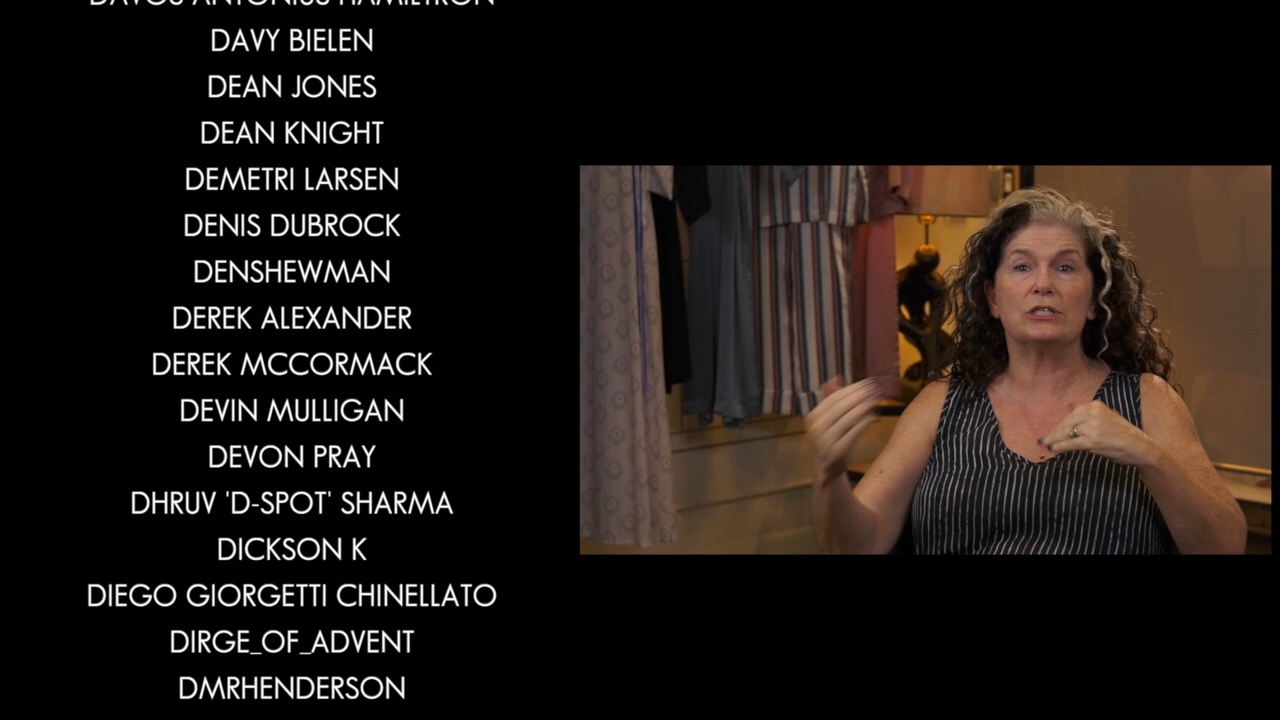 DAVY BIELEN
DEAN JONES
DEAN KNIGHT
DEMETRI LARSEN
DENIS DUBROCK
DENSHEWMAN
DEREK ALEXANDER
DEREK MCCORMACK
DEVIN MULLIGAN
DEVON PRAY
DHRUV 'D-SPOT' SHARMA
DICKSON K
DIEGO GIORGETTI CHINELLATO
DIRGE_OF_ADVENT
DMRHENDERSON